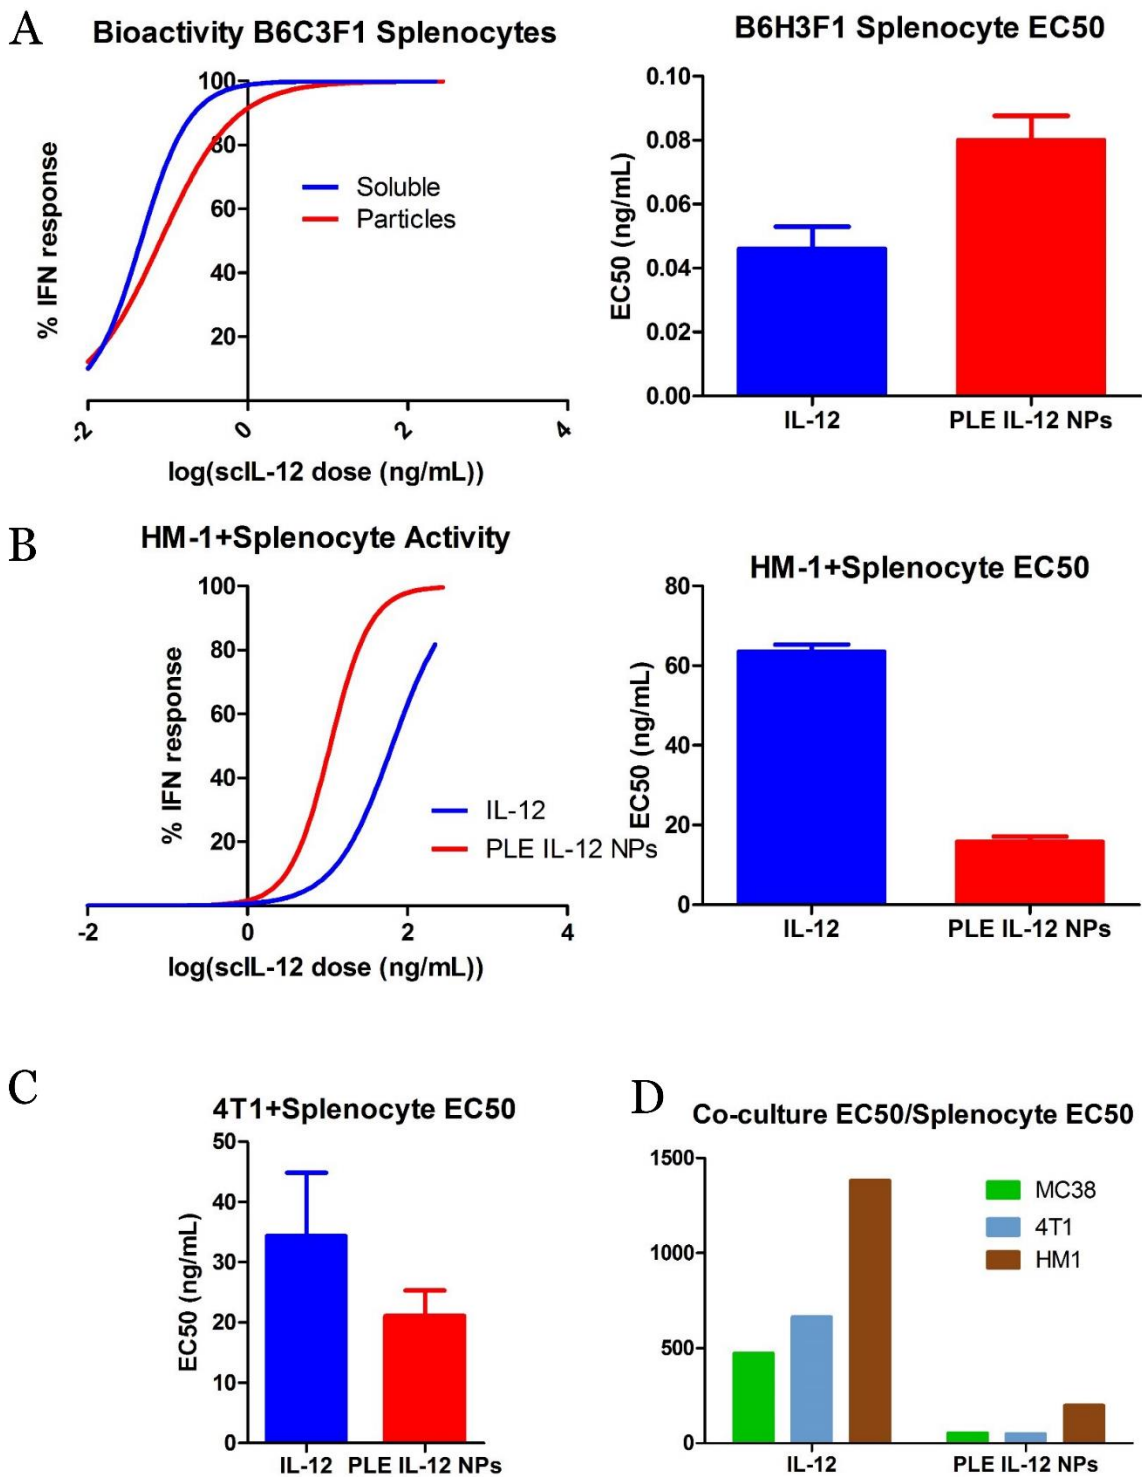 A
Bioactivity B6C3F1 Splenocytes
% IFN response
100
80
60
40
20
-2
0
2
4
log(scIL-12 dose (ng/mL))
Soluble
Particles
B6H3F1 Splenocyte EC50
EC50 (ng/mL)
0.10
0.08
0.06
0.04
0.02
0.00
IL-12
PLE IL-12 NPs
B
HM-1+Splenocyte Activity
% IFN response
100
80
60
40
20
-2
0
2
4
log(scIL-12 dose (ng/mL))
IL-12
PLE IL-12 NPs
HM-1+Splenocyte EC50
EC50 (ng/mL)
80
60
40
20
0
IL-12
PLE IL-12 NPs
C
4T1+Splenocyte EC50
EC50 (ng/mL)
50
40
30
20
10
0
IL-12
PLE IL-12 NPs
D
Co-culture EC50/Splenocyte EC50
1500
1000
500
0
MC38
4T1
HM1
IL-12
PLE IL-12 NPs